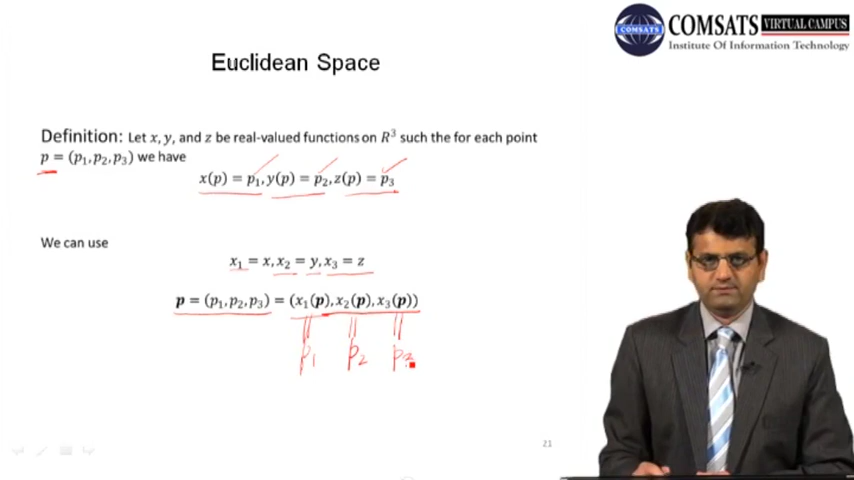 COMSATS VIRTUAL CAMPUS
COMSATS
Institute Of Information Technology
Euclidean Space
Definition: Let x, y, and z be real-valued functions on R³ such the for each point
p = (p₁,p₂,p₃) we have
x(p) = p₁,y(p) = p₂,z(p) = p₃
We can use
x₁ = x,x₂ = y,x₃ = z
p = (p₁,p₂,p₃) = (x₁(p),x₂(p),x₃(p))
p₁ p₂ p₃
21